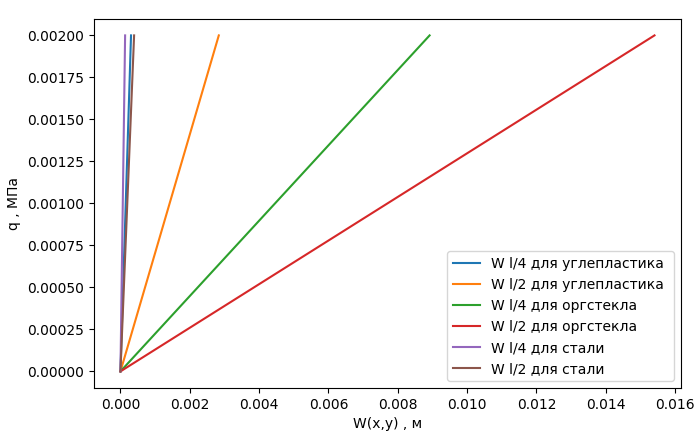 0.00200
0.00175
0.00150
0.00125
0.00100
0.00075
0.00050
0.00025
0.00000
q , МПа
W l/4 для углепластика
W l/2 для углепластика
W l/4 для оргстекла
W l/2 для оргстекла
W l/4 для стали
W l/2 для стали
0.000 0.002 0.004 0.006 0.008 0.010 0.012 0.014 0.016
W(x,y) , м